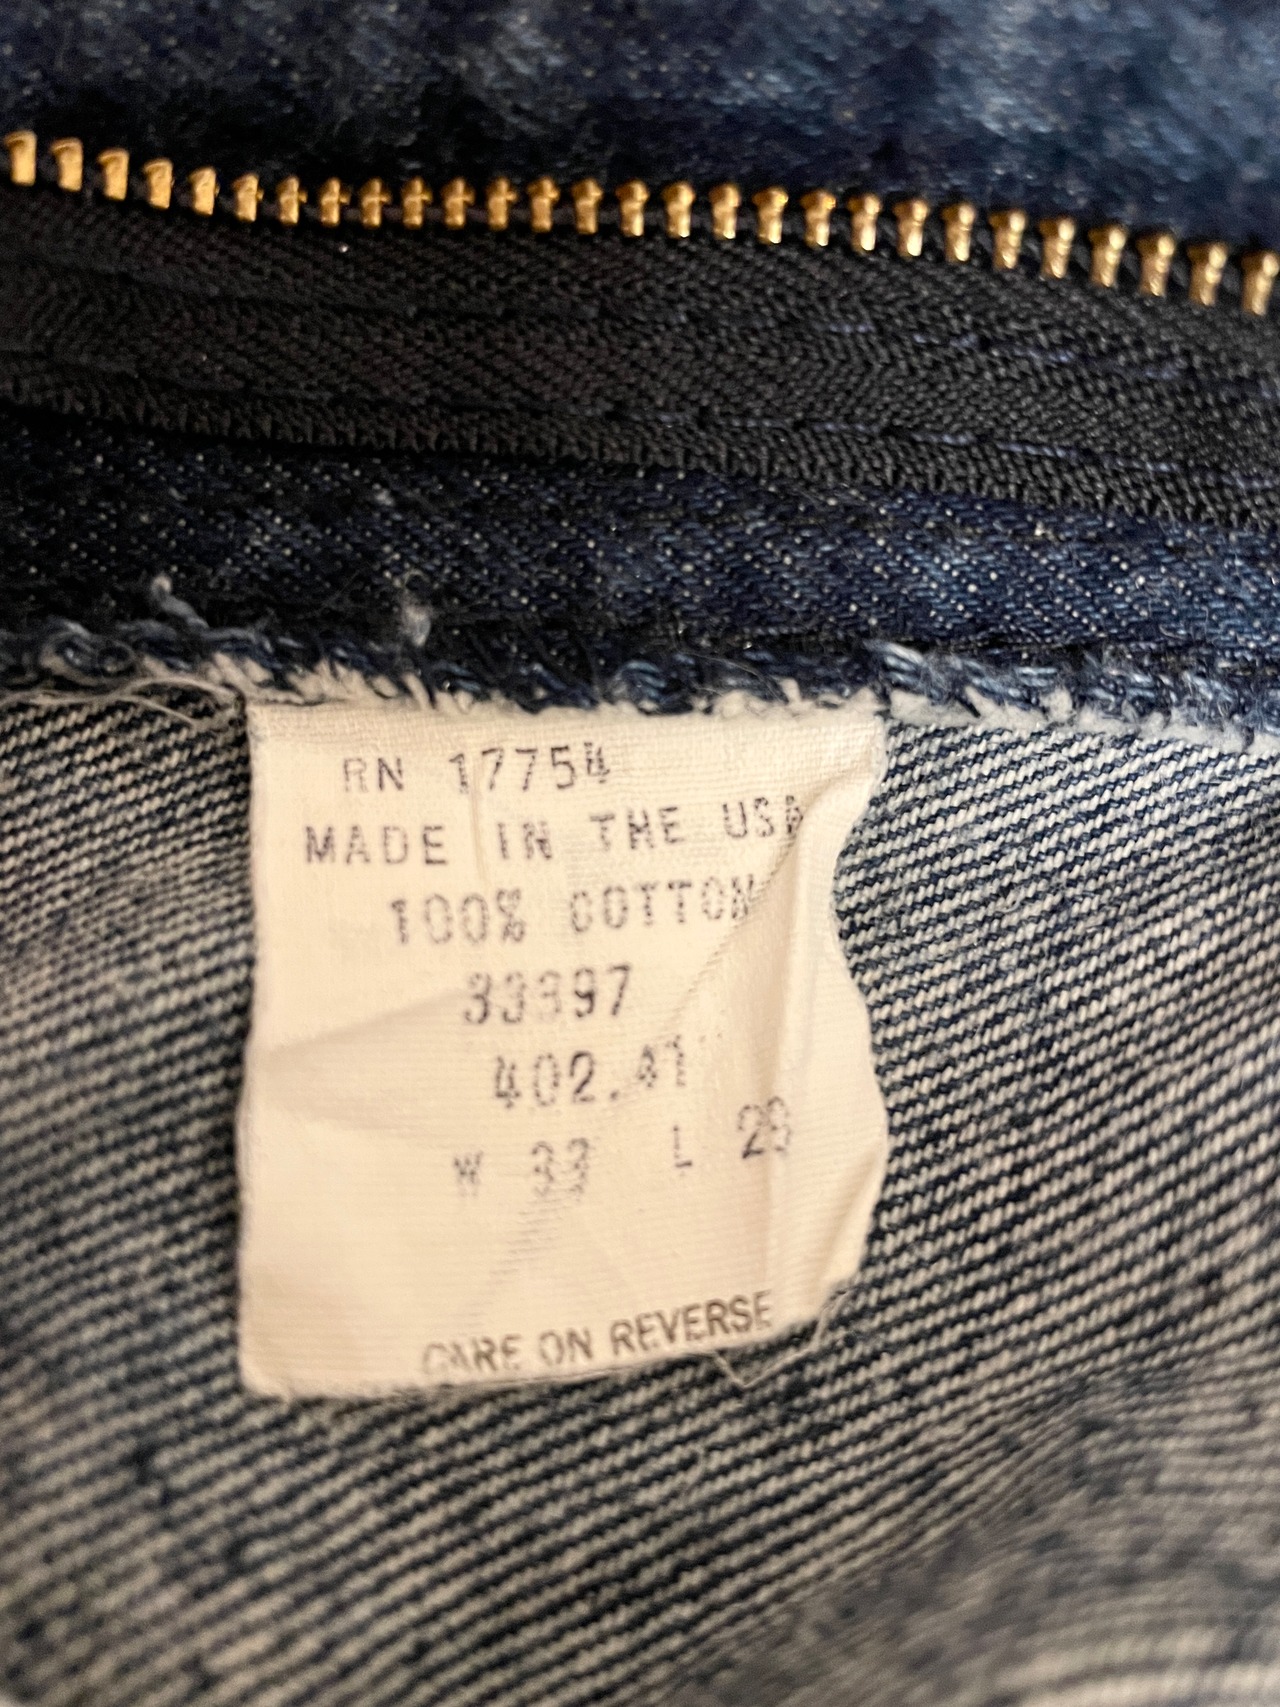 RN 17754
MADE IN THE USA
100% COTTON
33397
402.41
W 33 L 28
CARE ON REVERSE